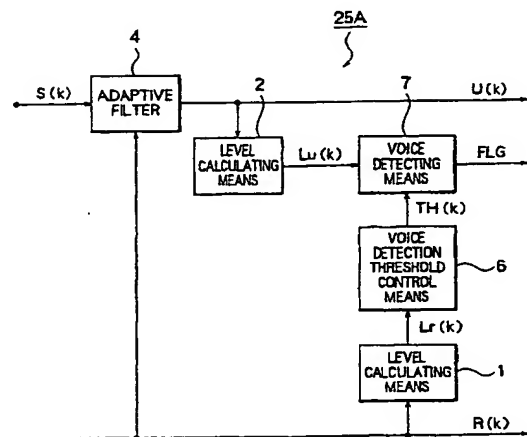 25A
4
S(k)
ADAPTIVE
FILTER
2
7
U(k)
LEVEL
CALCULATING
MEANS
Lu(k)
VOICE
DETECTING
MEANS
FLG
TH(k)
VOICE
DETECTION
THRESHOLD
CONTROL
MEANS
6
Lr(k)
LEVEL
CALCULATING
MEANS
1
R(k)